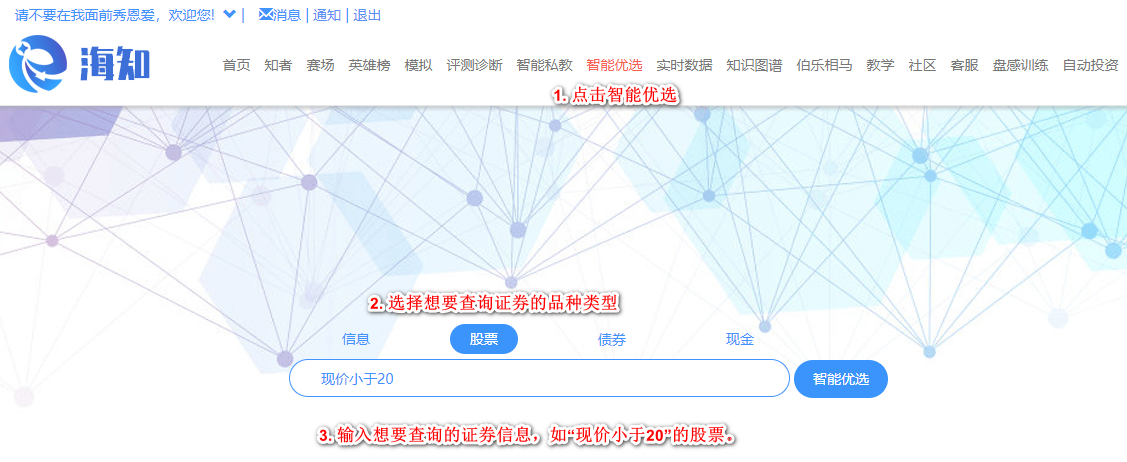 请不要在我面前秀恩爱，欢迎您! | 消息 | 通知 | 退出
海知
首页 知者 赛场 英雄榜 模拟 评测诊断 智能私教 智能优选 实时数据 知识图谱 伯乐相马 教学 社区 客服 盘感训练 自动投资
1. 点击智能优选
2. 选择想要查询证券的品种类型
信息 股票 债券 现金
现价小于20 智能优选
3. 输入想要查询的证券信息，如“现价小于20”的股票。